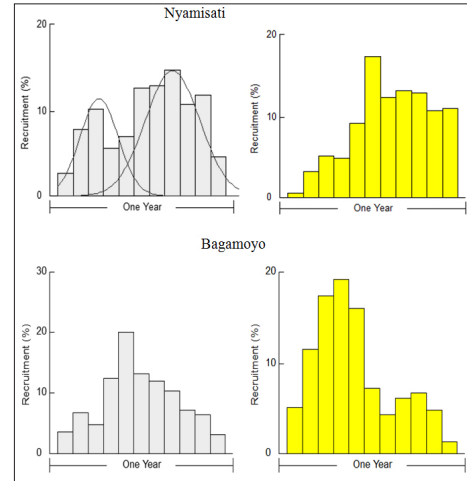 Nyamisati
20
10
0
Recruitment (%)
One Year
20
10
0
Recruitment (%)
One Year
Bagamoyo
30
20
10
0
Recruitment (%)
One Year
20
10
0
Recruitment (%)
One Year